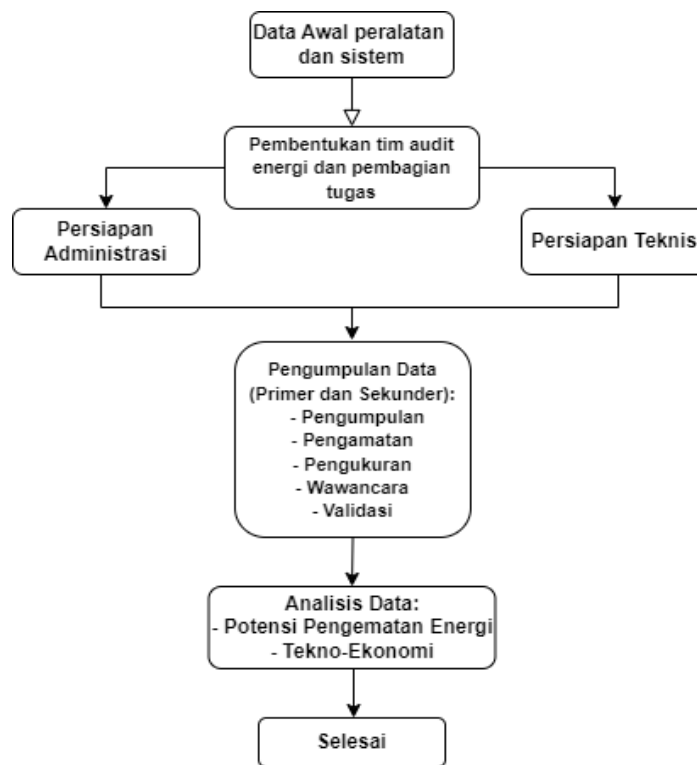 Data Awal peralatan
dan sistem
Pembentukan tim audit
energi dan pembagian
tugas
Persiapan
Administrasi
Persiapan Teknis
Pengumpulan Data
(Primer dan Sekunder):
- Pengumpulan
- Pengamatan
- Pengukuran
- Wawancara
- Validasi
Analisis Data:
- Potensi Pengematan Energi
- Tekno-Ekonomi
Selesai